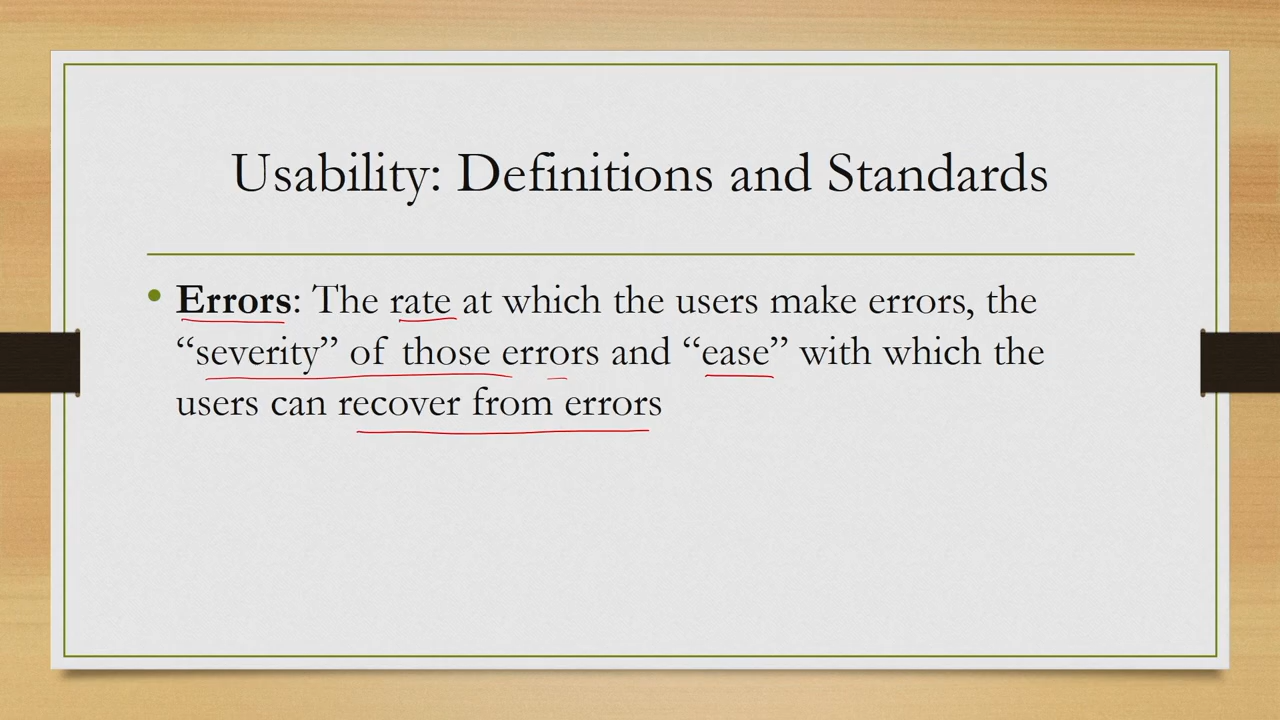 Usability: Definitions and Standards
• Errors: The rate at which the users make errors, the
“severity” of those errors and “ease” with which the
users can recover from errors